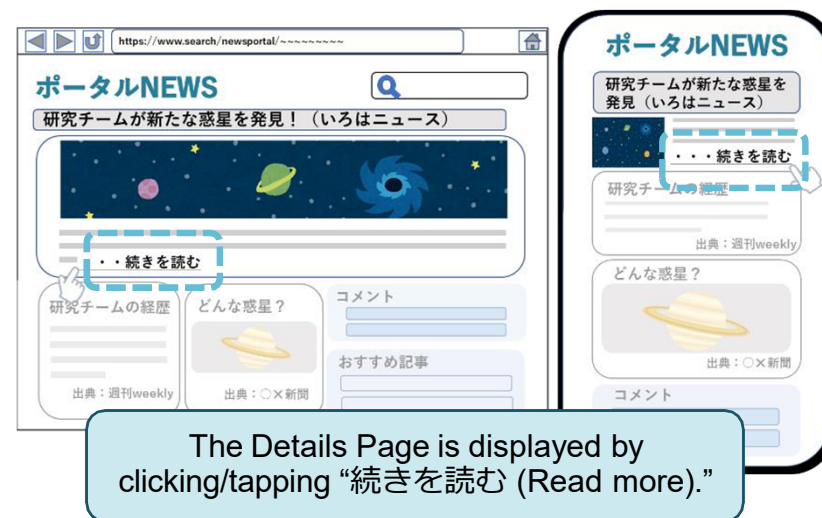 https://www.search/newsportal/~~~~~~~~~
ポータルNEWS
研究チームが新たな惑星を発見！（いろはニュース）
・・続きを読む
研究チームの経歴
出典：週刊weekly
どんな惑星？
出典：○×新聞
コメント
おすすめ記事
ポータルNEWS
研究チームが新たな惑星を
発見（いろはニュース）
・・・続きを読む
研究チームの経歴
出典：週刊weekly
どんな惑星？
出典：○×新聞
コメント
The Details Page is displayed by
clicking/tapping “続きを読む (Read more).”